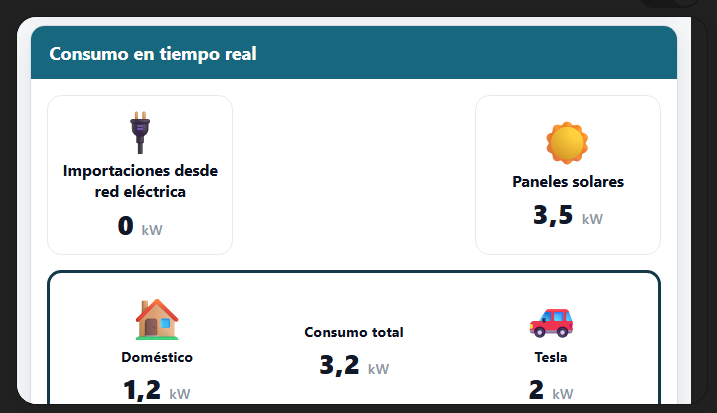 Consumo en tiempo real
Importaciones desde
red eléctrica
0 kW
Paneles solares
3,5 kW
Doméstico
1,2 kW
Consumo total
3,2 kW
Tesla
2 kW